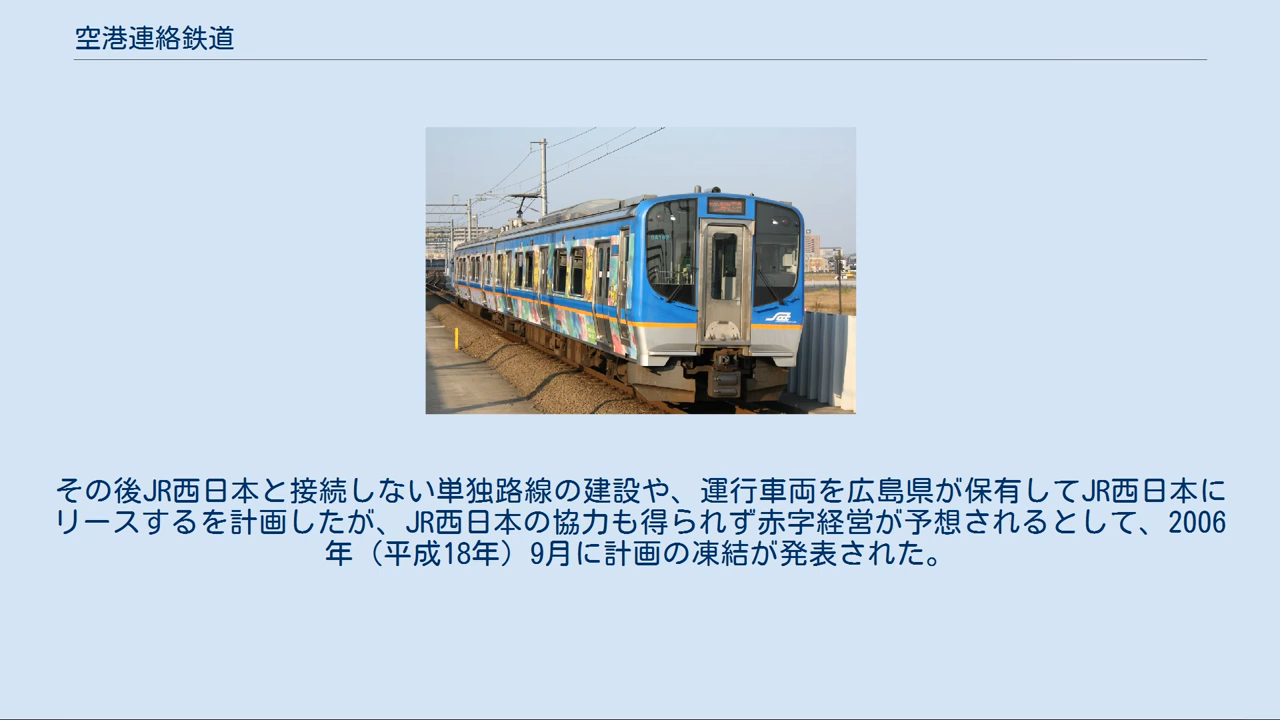 空港連絡鉄道
その後JR西日本と接続しない単独路線の建設や、運行車両を広島県が保有してJR西日本に
リースするを計画したが、JR西日本の協力も得られず赤字経営が予想されるとして、2006
年（平成18年）9月に計画の凍結が発表された。